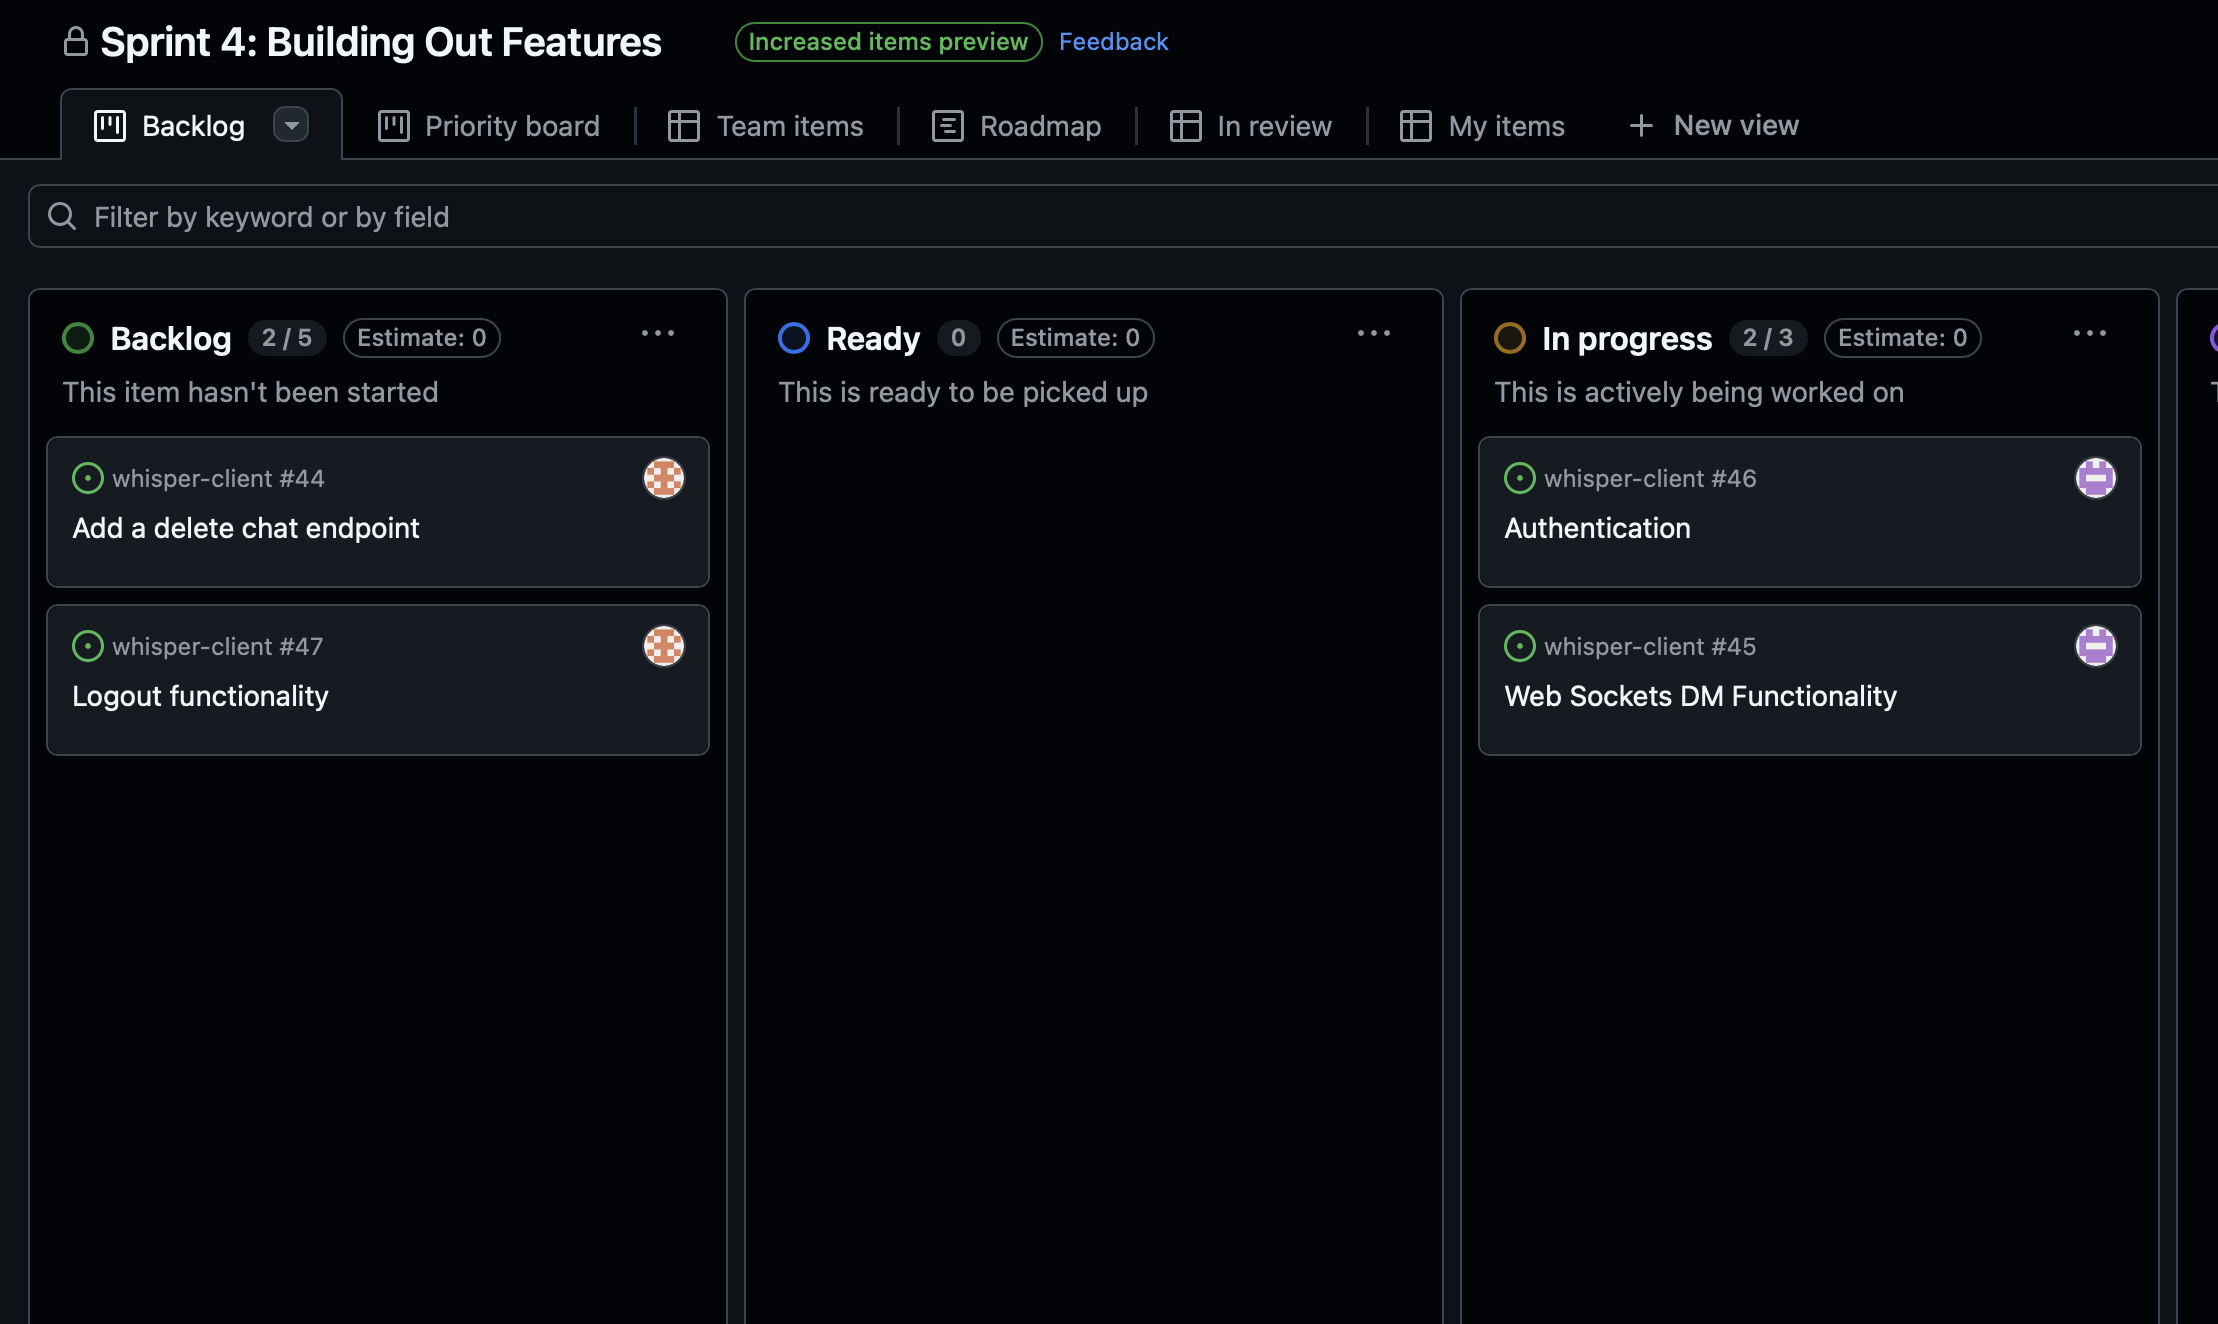 Sprint 4: Building Out Features
Increased items preview
Feedback
Backlog
Priority board
Team items
Roadmap
In review
My items
New view
Filter by keyword or by field
Backlog 2 / 5 Estimate: 0
This item hasn't been started
whisper-client #44
Add a delete chat endpoint
whisper-client #47
Logout functionality
Ready 0 Estimate: 0
This is ready to be picked up
In progress 2 / 3 Estimate: 0
This is actively being worked on
whisper-client #46
Authentication
whisper-client #45
Web Sockets DM Functionality